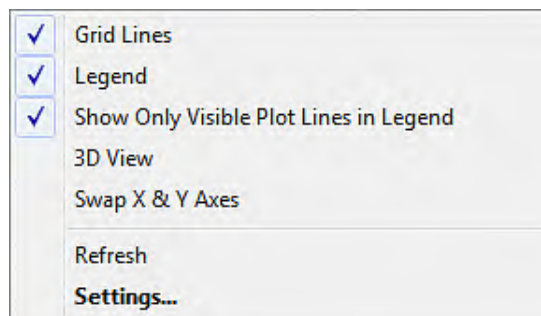 Grid Lines
Legend
Show Only Visible Plot Lines in Legend
3D View
Swap X & Y Axes
Refresh
Settings...